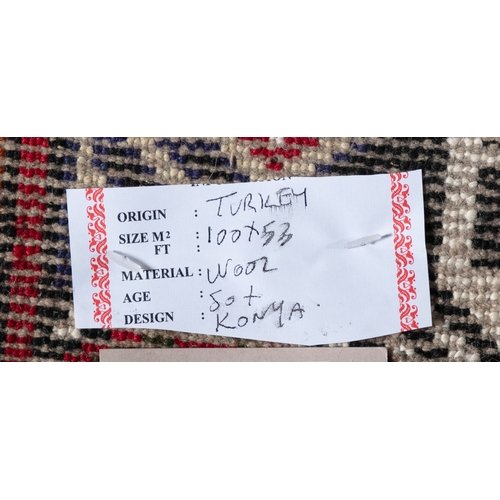 ORIGIN : TURKEY
SIZE M² : 100X53
FT :
MATERIAL : WOOL
AGE : 50+
DESIGN : KONYA.